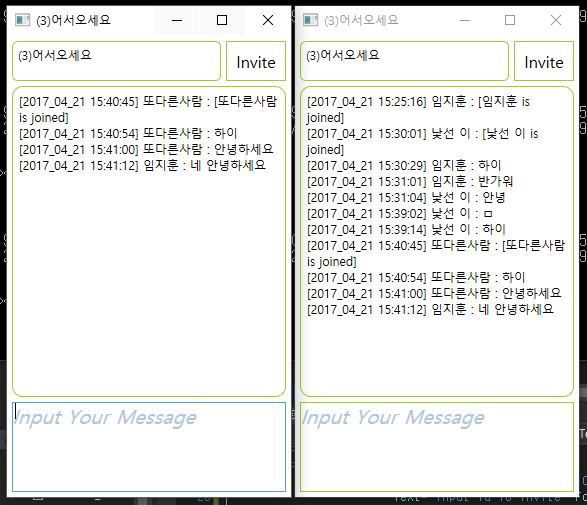 (3)어서오세요
(3)어서오세요
Invite
[2017_04_21 15:40:45] 또다른사람 : [또다른사람
is joined]
[2017_04_21 15:40:54] 또다른사람 : 하이
[2017_04_21 15:41:00] 또다른사람 : 안녕하세요
[2017_04_21 15:41:12] 임지훈 : 네 안녕하세요
Input Your Message
(3)어서오세요
(3)어서오세요
Invite
[2017_04_21 15:25:16] 임지훈 : [임지훈 is
joined]
[2017_04_21 15:30:01] 낯선 이 : [낯선 이 is
joined]
[2017_04_21 15:30:29] 임지훈 : 하이
[2017_04_21 15:31:01] 임지훈 : 반가워
[2017_04_21 15:31:04] 낯선 이 : 안녕
[2017_04_21 15:39:02] 낯선 이 : ㅁ
[2017_04_21 15:39:14] 낯선 이 : 하이
[2017_04_21 15:40:45] 또다른사람 : [또다른사람
is joined]
[2017_04_21 15:40:54] 또다른사람 : 하이
[2017_04_21 15:41:00] 또다른사람 : 안녕하세요
[2017_04_21 15:41:12] 임지훈 : 네 안녕하세요
Input Your Message